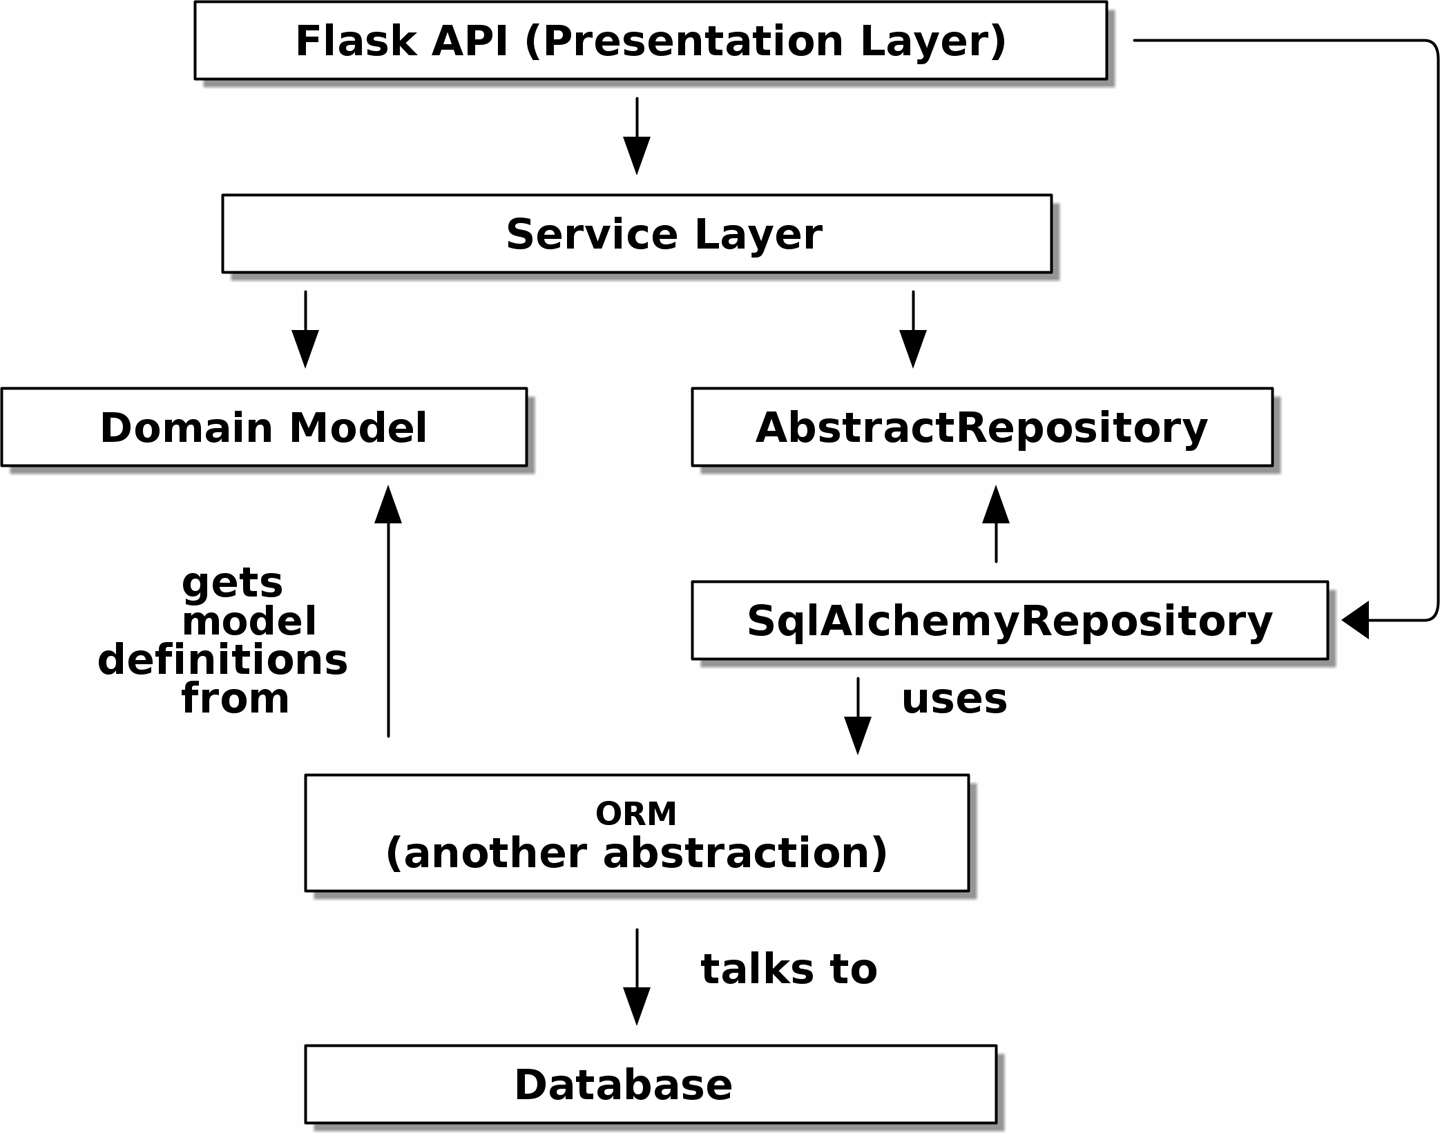 Flask API (Presentation Layer)
Service Layer
Domain Model
AbstractRepository
gets
model
definitions
from
SqlAlchemyRepository
uses
ORM
(another abstraction)
talks to
Database